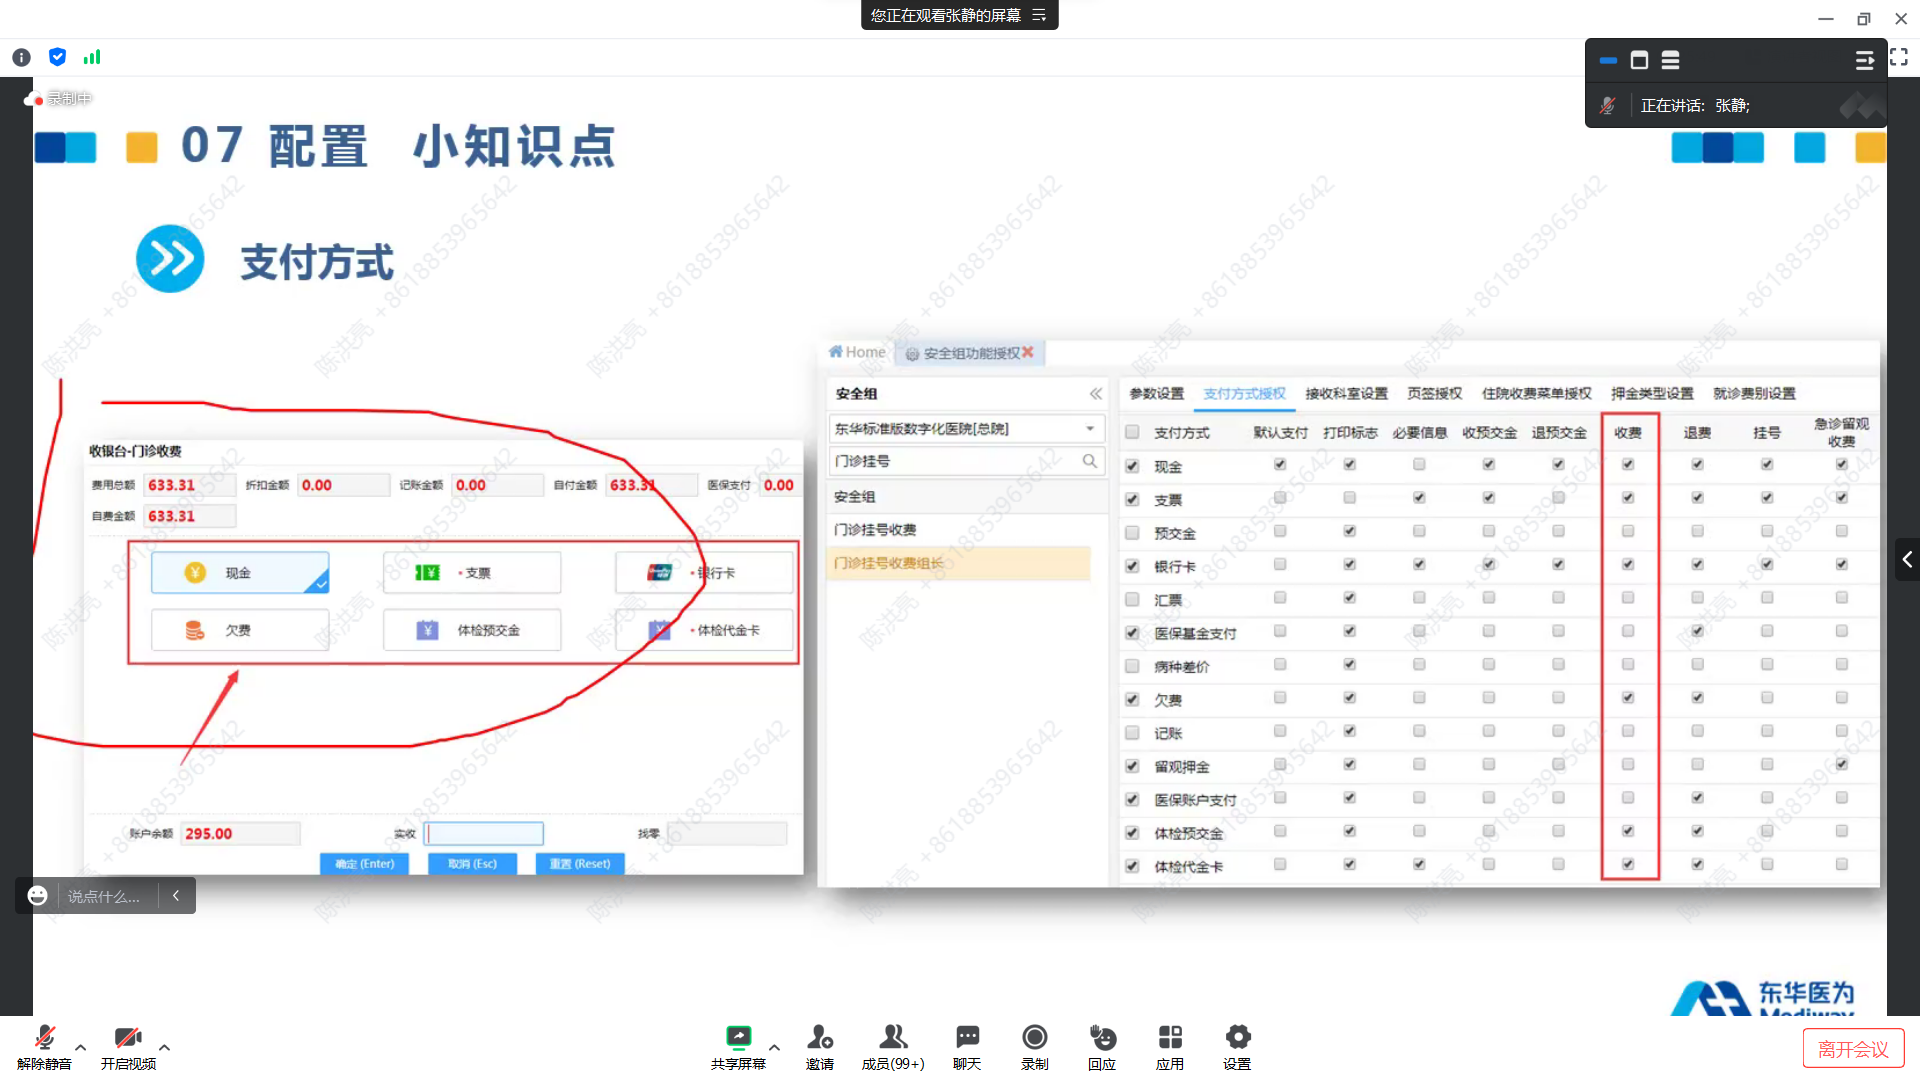 您正在观看张静的屏幕
录制中
正在讲话: 张静;
07 配置 小知识点
支付方式
收银台-门诊收费
费用总额 633.31 折扣金额 0.00 记账金额 0.00 自付金额 633.31 医保支付 0.00
自费金额 633.31
现金 •支票 •银行卡
欠费 体检预交金 •体检代金卡
账户余额 295.00 实收 找零
确定 (Enter) 取消 (Esc) 重置 (Reset)
Home 安全组功能授权
安全组
东华标准版数字化医院[总院]
门诊挂号
安全组
门诊挂号收费
门诊挂号收费组长
参数设置 支付方式授权 接收科室设置 页签授权 住院收费菜单授权 押金类型设置 就诊费别设置
支付方式 默认支付 打印标志 必要信息 收预交金 退预交金 收费 退费 挂号 急诊留观
收费
现金
支票
预交金
银行卡
汇票
医保基金支付
病种差价
欠费
记账
留观押金
医保账户支付
体检预交金
体检代金卡
陈洪亮 +8618853965642
说点什么...
东华医为
Mediway
解除静音 开启视频 共享屏幕 邀请 成员(99+) 聊天 录制 回应 应用 设置 离开会议